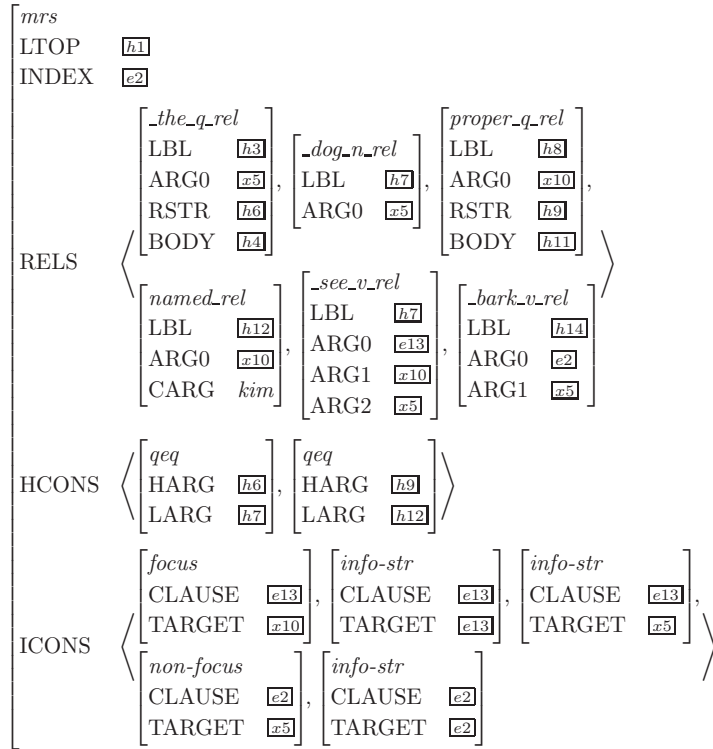 mrs
LTOP h1
INDEX e2
_the_q_rel
LBL h3
ARG0 x5
RSTR h6
BODY h4
,
_dog_n_rel
LBL h7
ARG0 x5
,
proper_q_rel
LBL h8
ARG0 x10
RSTR h9
BODY h11
,
RELS
named_rel
LBL h12
ARG0 x10
CARG kim
,
_see_v_rel
LBL h7
ARG0 e13
ARG1 x10
ARG2 x5
,
_bark_v_rel
LBL h14
ARG0 e2
ARG1 x5
HCONS
qeq
HARG h6
LARG h7
,
qeq
HARG h9
LARG h12
ICONS
focus
CLAUSE e13
TARGET x10
,
info-str
CLAUSE e13
TARGET e13
,
info-str
CLAUSE e13
TARGET x5
,
non-focus
CLAUSE e2
TARGET x5
,
info-str
CLAUSE e2
TARGET e2